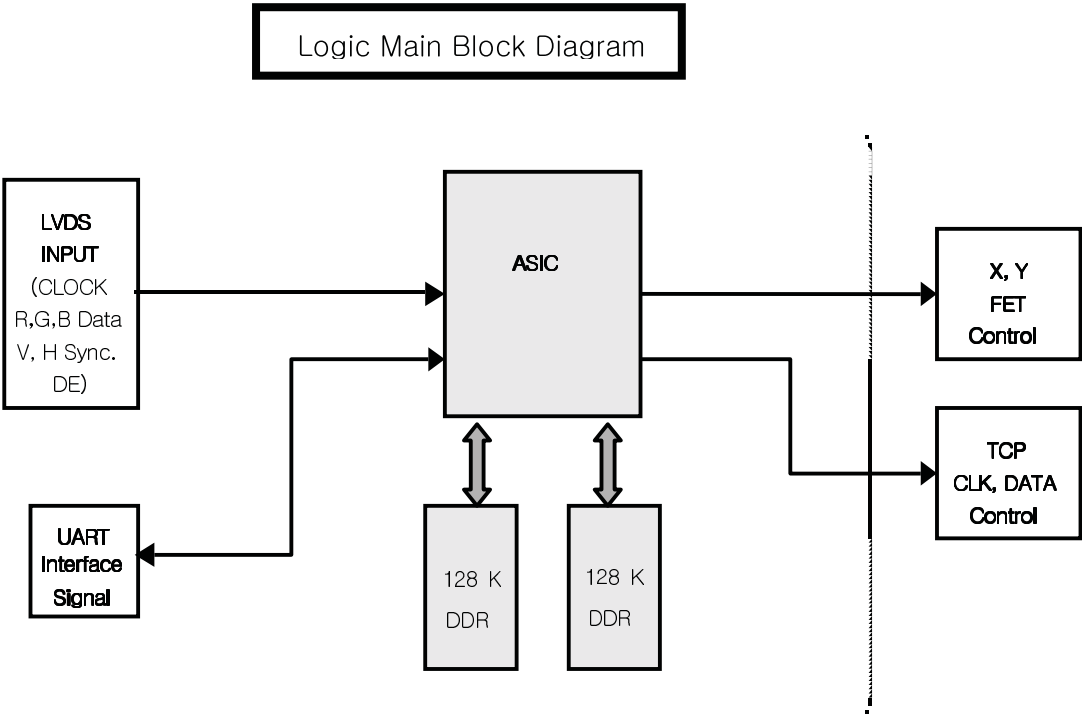 Logic Main Block Diagram
LVDS
INPUT
(CLOCK
R,G,B Data
V, H Sync.
DE)
ASIC
X, Y
FET
Control
TCP
CLK, DATA
Control
UART
Interface
Signal
128 K
DDR
128 K
DDR